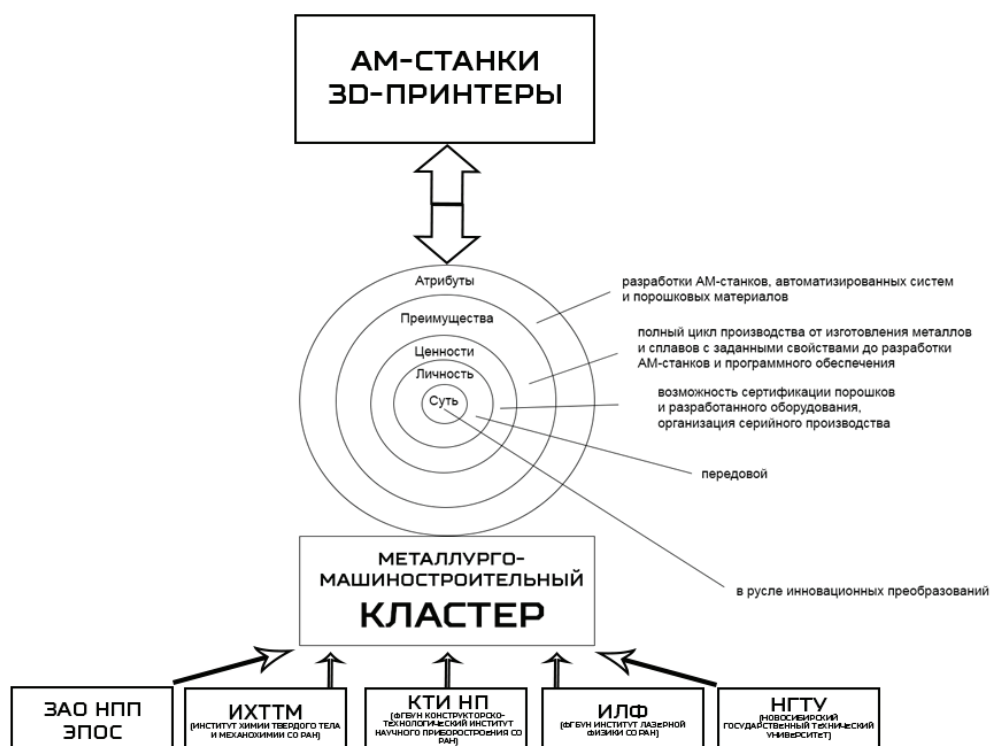 АМ-СТАНКИ
3D-ПРИНТЕРЫ
Атрибуты
Преимущества
Ценности
Личность
Суть
разработки АМ-станков, автоматизированных систем
и порошковых материалов
полный цикл производства от изготовления металлов
и сплавов с заданными свойствами до разработки
АМ-станков и программного обеспечения
возможность сертификации порошков
и разработанного оборудования,
организация серийного производства
передовой
в русле инновационных преобразований
МЕТАЛЛУРГО-
МАШИНОСТРОИТЕЛЬНЫЙ
КЛАСТЕР
ЗАО НПП
ЭПОС
ИХТТМ
(ИНСТИТУТ ХИМИИ ТВЕРДОГО ТЕЛА
И МЕХАНОХИМИИ СО РАН)
КТИ НП
(ФГБУН КОНСТРУКТОРСКО-
ТЕХНОЛОГИЧЕСКИЙ ИНСТИТУТ
НАУЧНОГО ПРИБОРОСТРОЕНИЯ СО
РАН)
ИЛФ
(ФГБУН ИНСТИТУТ ЛАЗЕРНОЙ
ФИЗИКИ СО РАН)
НГТУ
(НОВОСИБИРСКИЙ
ГОСУДАРСТВЕННЫЙ ТЕХНИЧЕСКИЙ
УНИВЕРСИТЕТ)